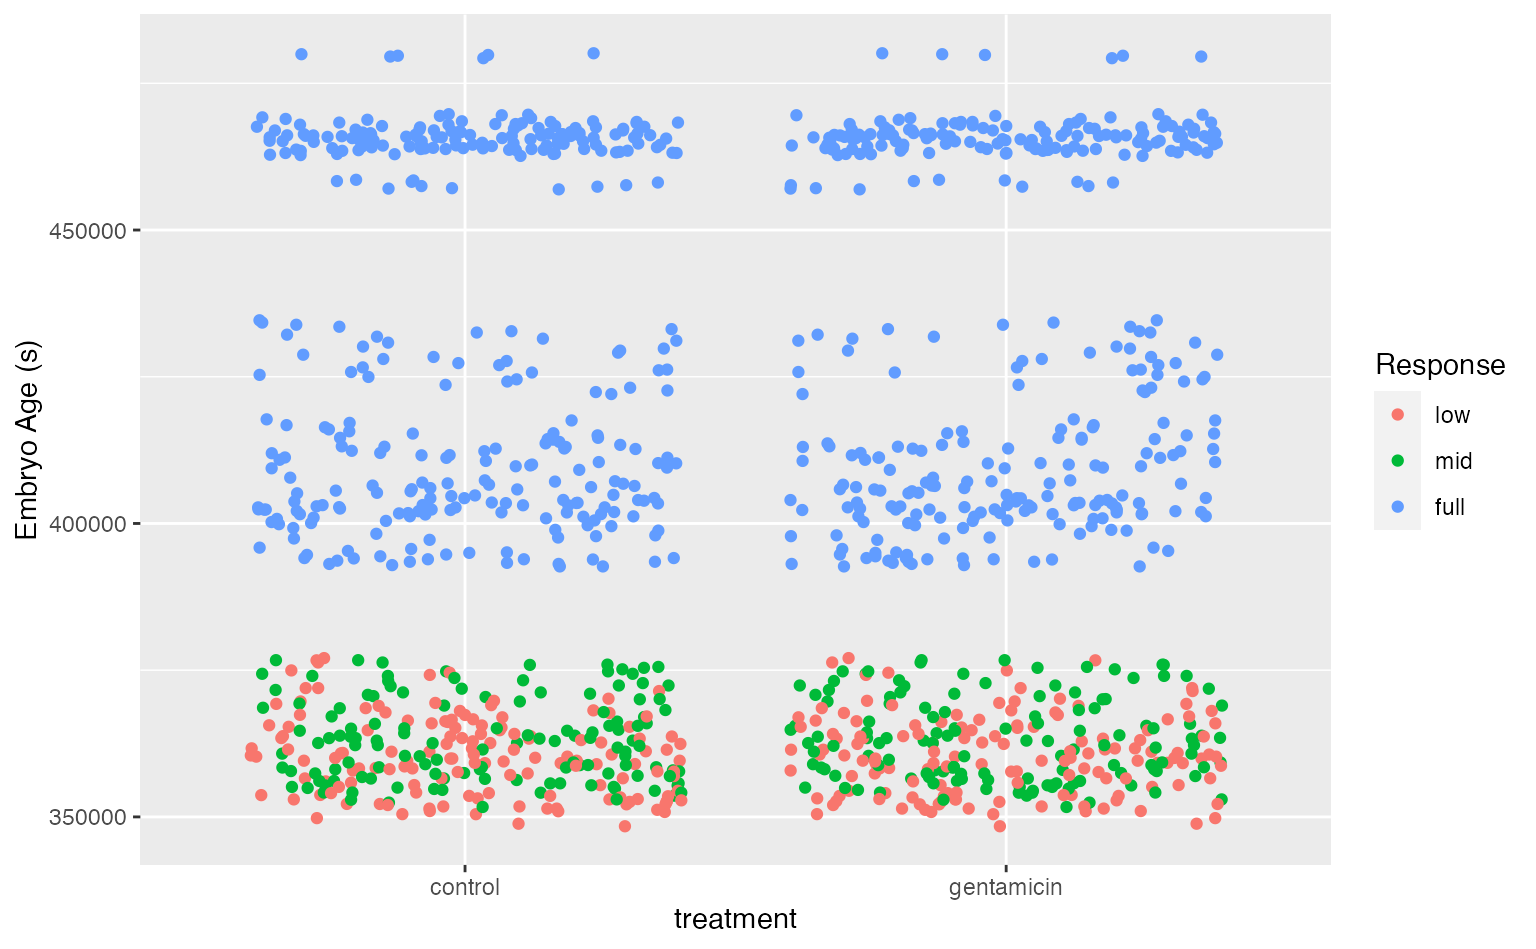 Embryo Age (s)
450000
400000
350000
control
gentamicin
treatment
Response
low
mid
full